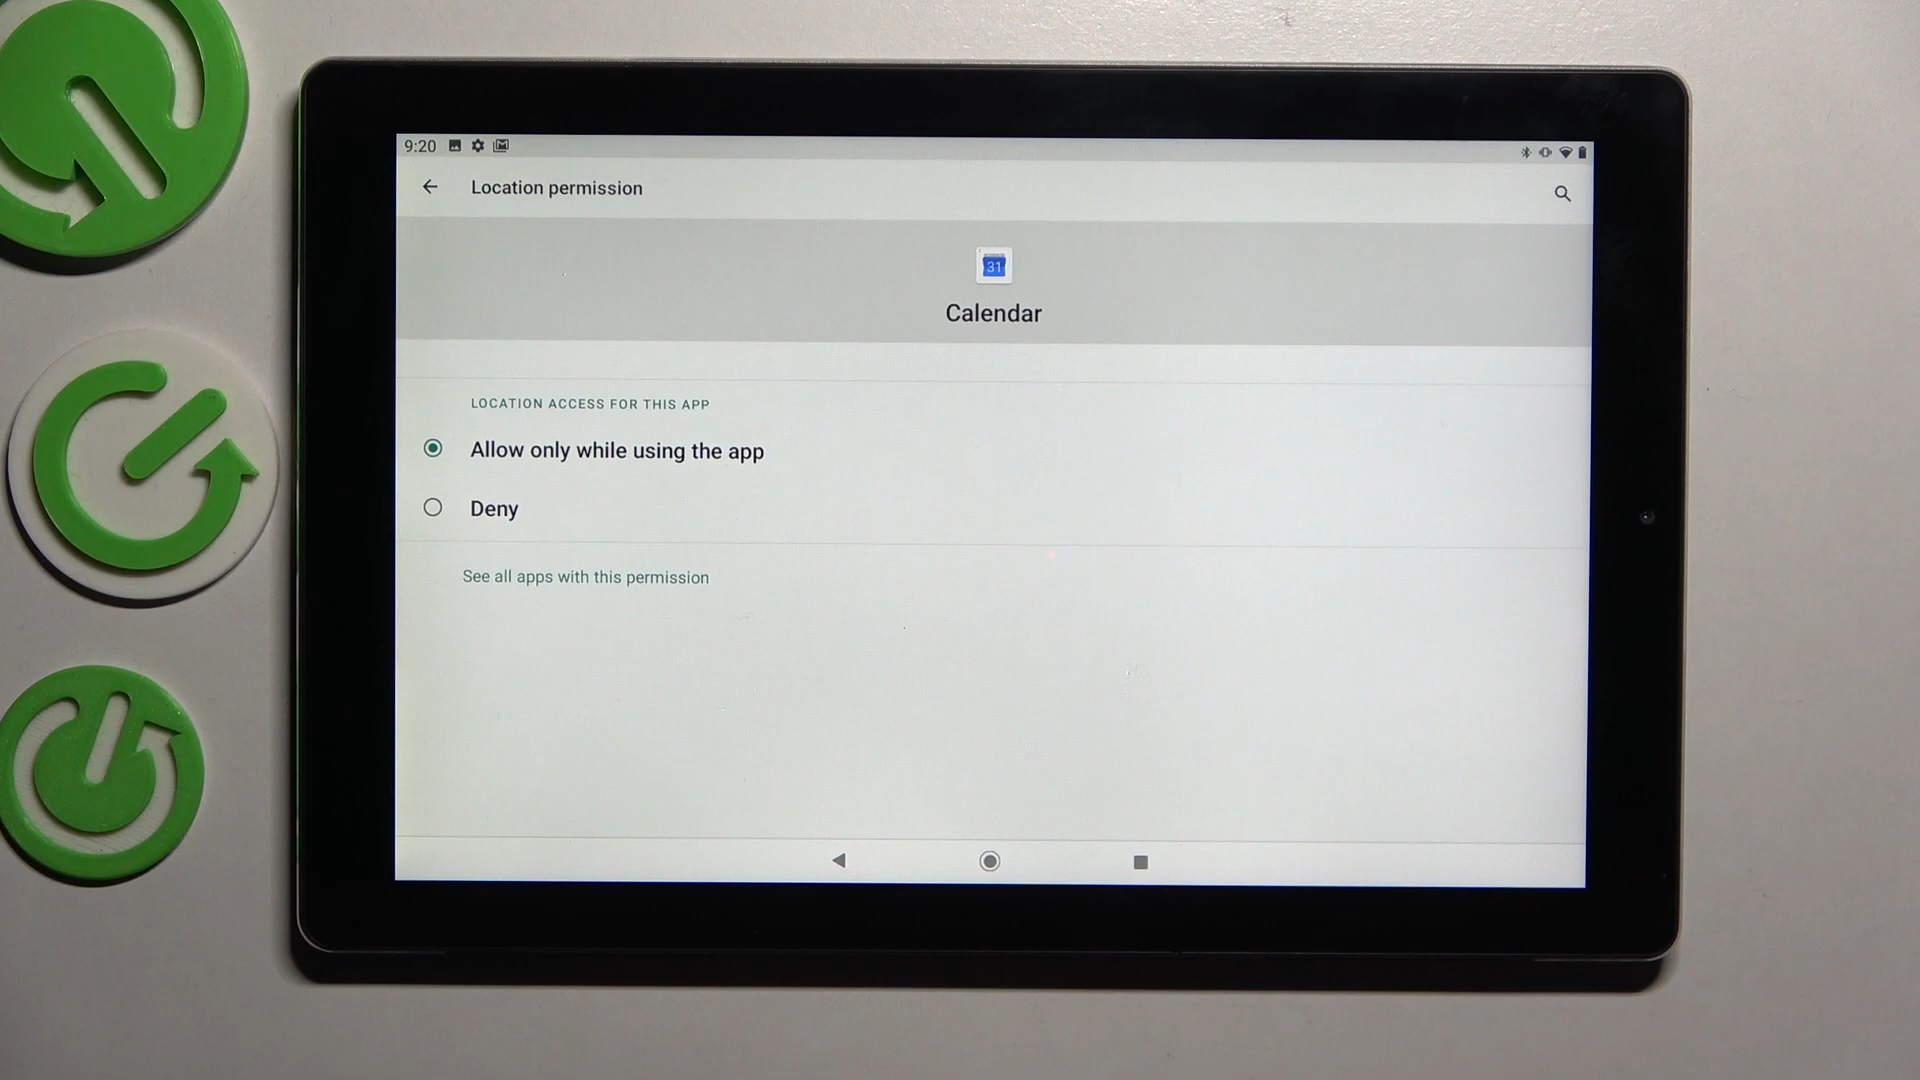 9:20
Location permission
31
Calendar
LOCATION ACCESS FOR THIS APP
Allow only while using the app
Deny
See all apps with this permission